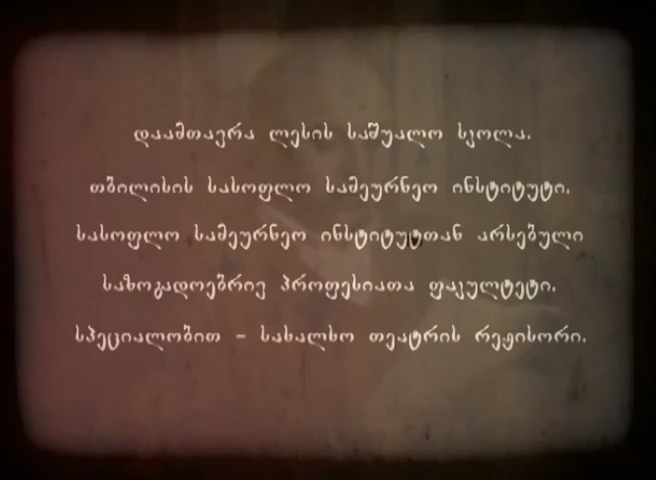 დაამთავრა ლესის საშუალო სკოლა.
თბილისის სასოფლო სამეურნეო ინსტიტუტი.
სასოფლო სამეურნეო ინსტიტუტთან არსებული
საზოგადოებრივ პროფესიათა ფაკულტეტი.
სპეციალობით - სახალხო თეატრის რეჟისორი.